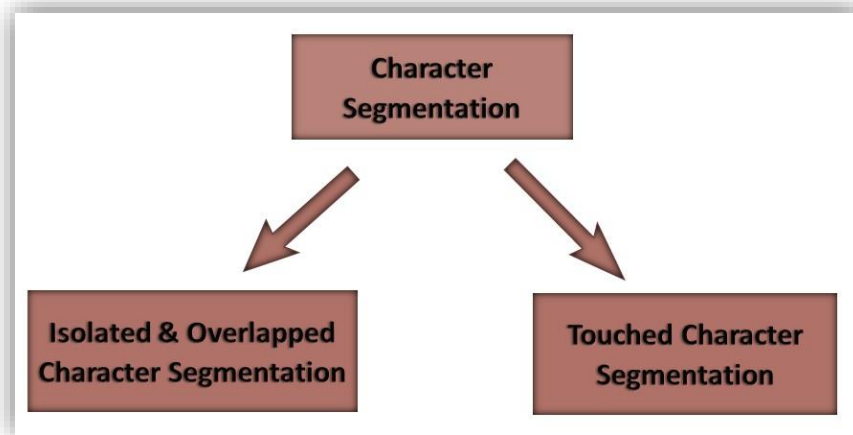 Character
Segmentation
Isolated & Overlapped
Character Segmentation
Touched Character
Segmentation